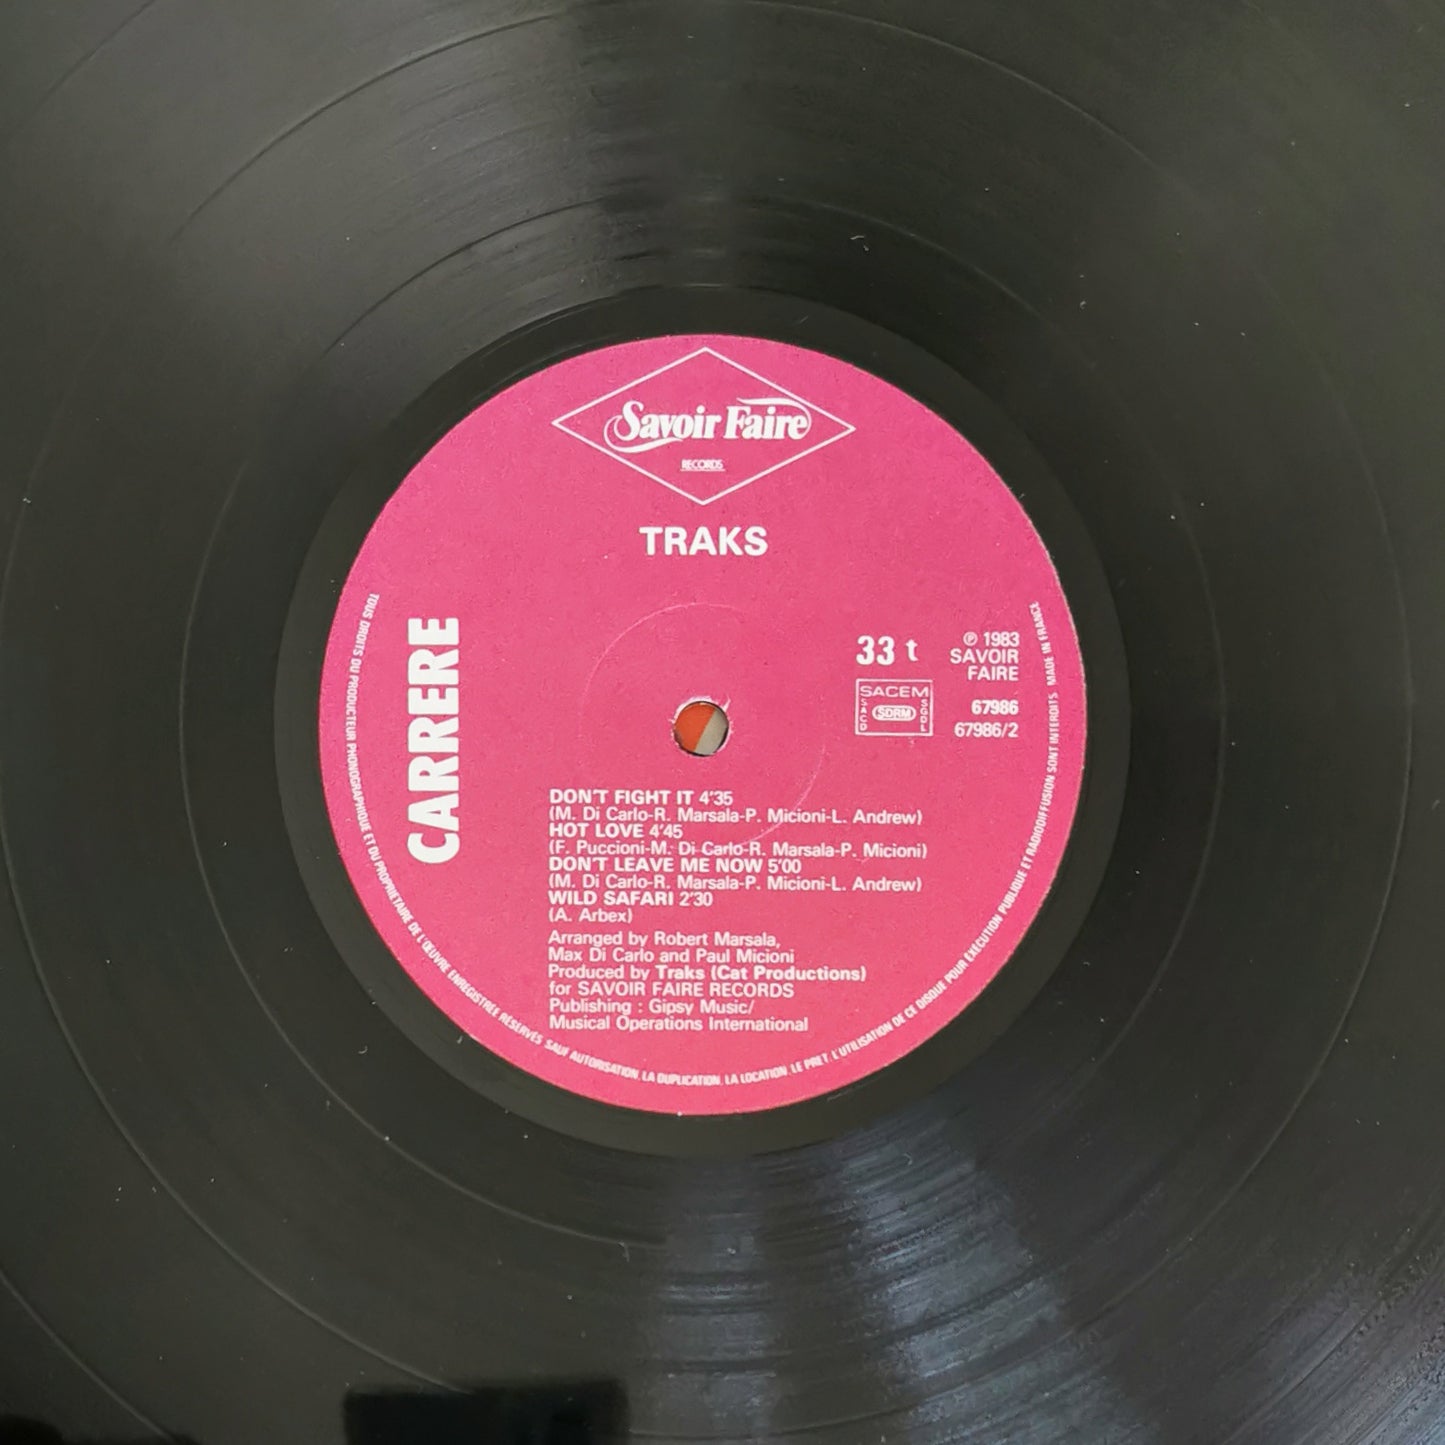 Savoir Faire
RECORDS
TRAKS
CARRERE
33 t
℗ 1983
SAVOIR
FAIRE
SACEM
SACD
SDRM
SGDL
67986
67986/2
DON'T FIGHT IT 4'35
(M. Di Carlo-R. Marsala-P. Micioni-L. Andrew)
HOT LOVE 4'45
(F. Puccioni-M. Di Carlo-R. Marsala-P. Micioni)
DON'T LEAVE ME NOW 5'00
(M. Di Carlo-R. Marsala-P. Micioni-L. Andrew)
WILD SAFARI 2'30
(A. Arbex)
Arranged by Robert Marsala,
Max Di Carlo and Paul Micioni
Produced by Traks (Cat Productions)
for SAVOIR FAIRE RECORDS
Publishing : Gipsy Music/
Musical Operations International
TOUS DROITS DU PRODUCTEUR PHONOGRAPHIQUE ET DU PROPRIETAIRE DE L'ŒUVRE ENREGISTREE RESERVES. SAUF AUTORISATION, LA DUPLICATION, LA LOCATION, LE PRET, L'UTILISATION DE CE DISQUE POUR EXECUTION PUBLIQUE ET RADIODIFFUSION SONT INTERDITS. MADE IN FRANCE